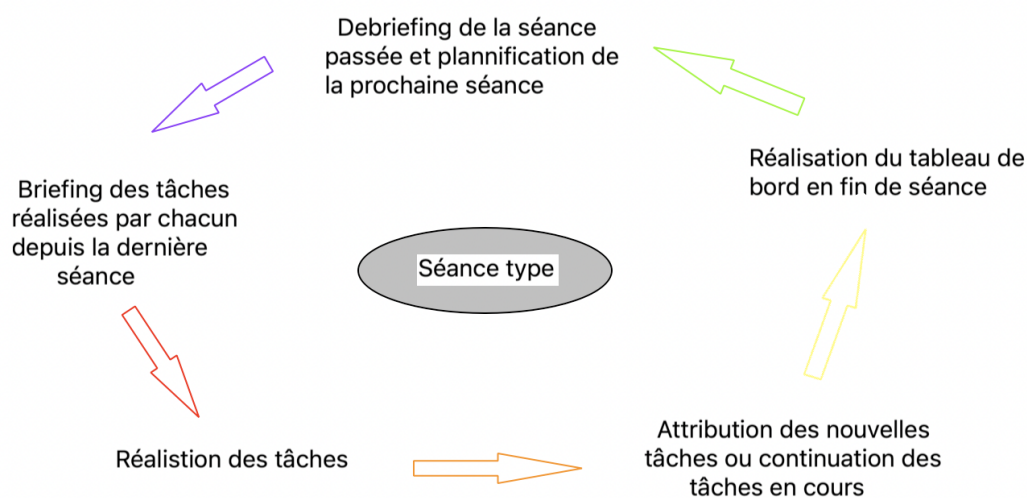 Debriefing de la séance
passée et plannification de
la prochaine séance
Réalisation du tableau de
bord en fin de séance
Briefing des tâches
réalisées par chacun
depuis la dernière
séance
Séance type
Réalistion des tâches
Attribution des nouvelles
tâches ou continuation des
tâches en cours